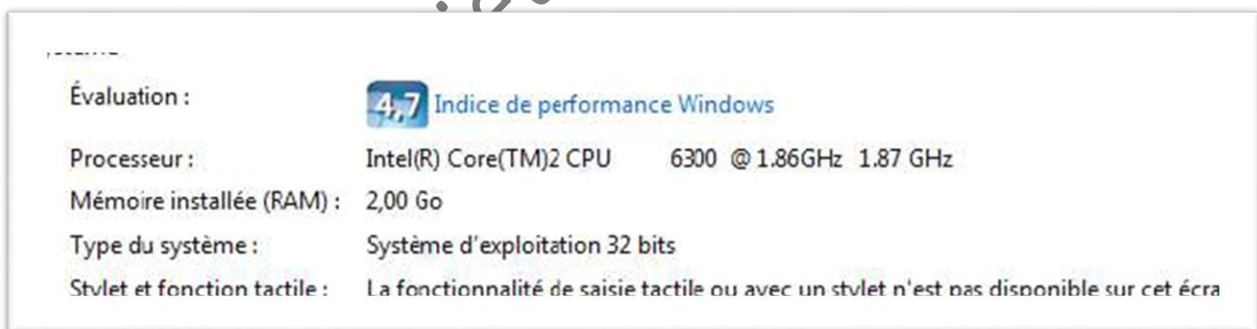 Évaluation : 4,7 Indice de performance Windows
Processeur : Intel(R) Core(TM)2 CPU 6300 @ 1.86GHz 1.87 GHz
Mémoire installée (RAM) : 2,00 Go
Type du système : Système d'exploitation 32 bits
Stylet et fonction tactile : La fonctionnalité de saisie tactile ou avec un stylet n'est pas disponible sur cet écra